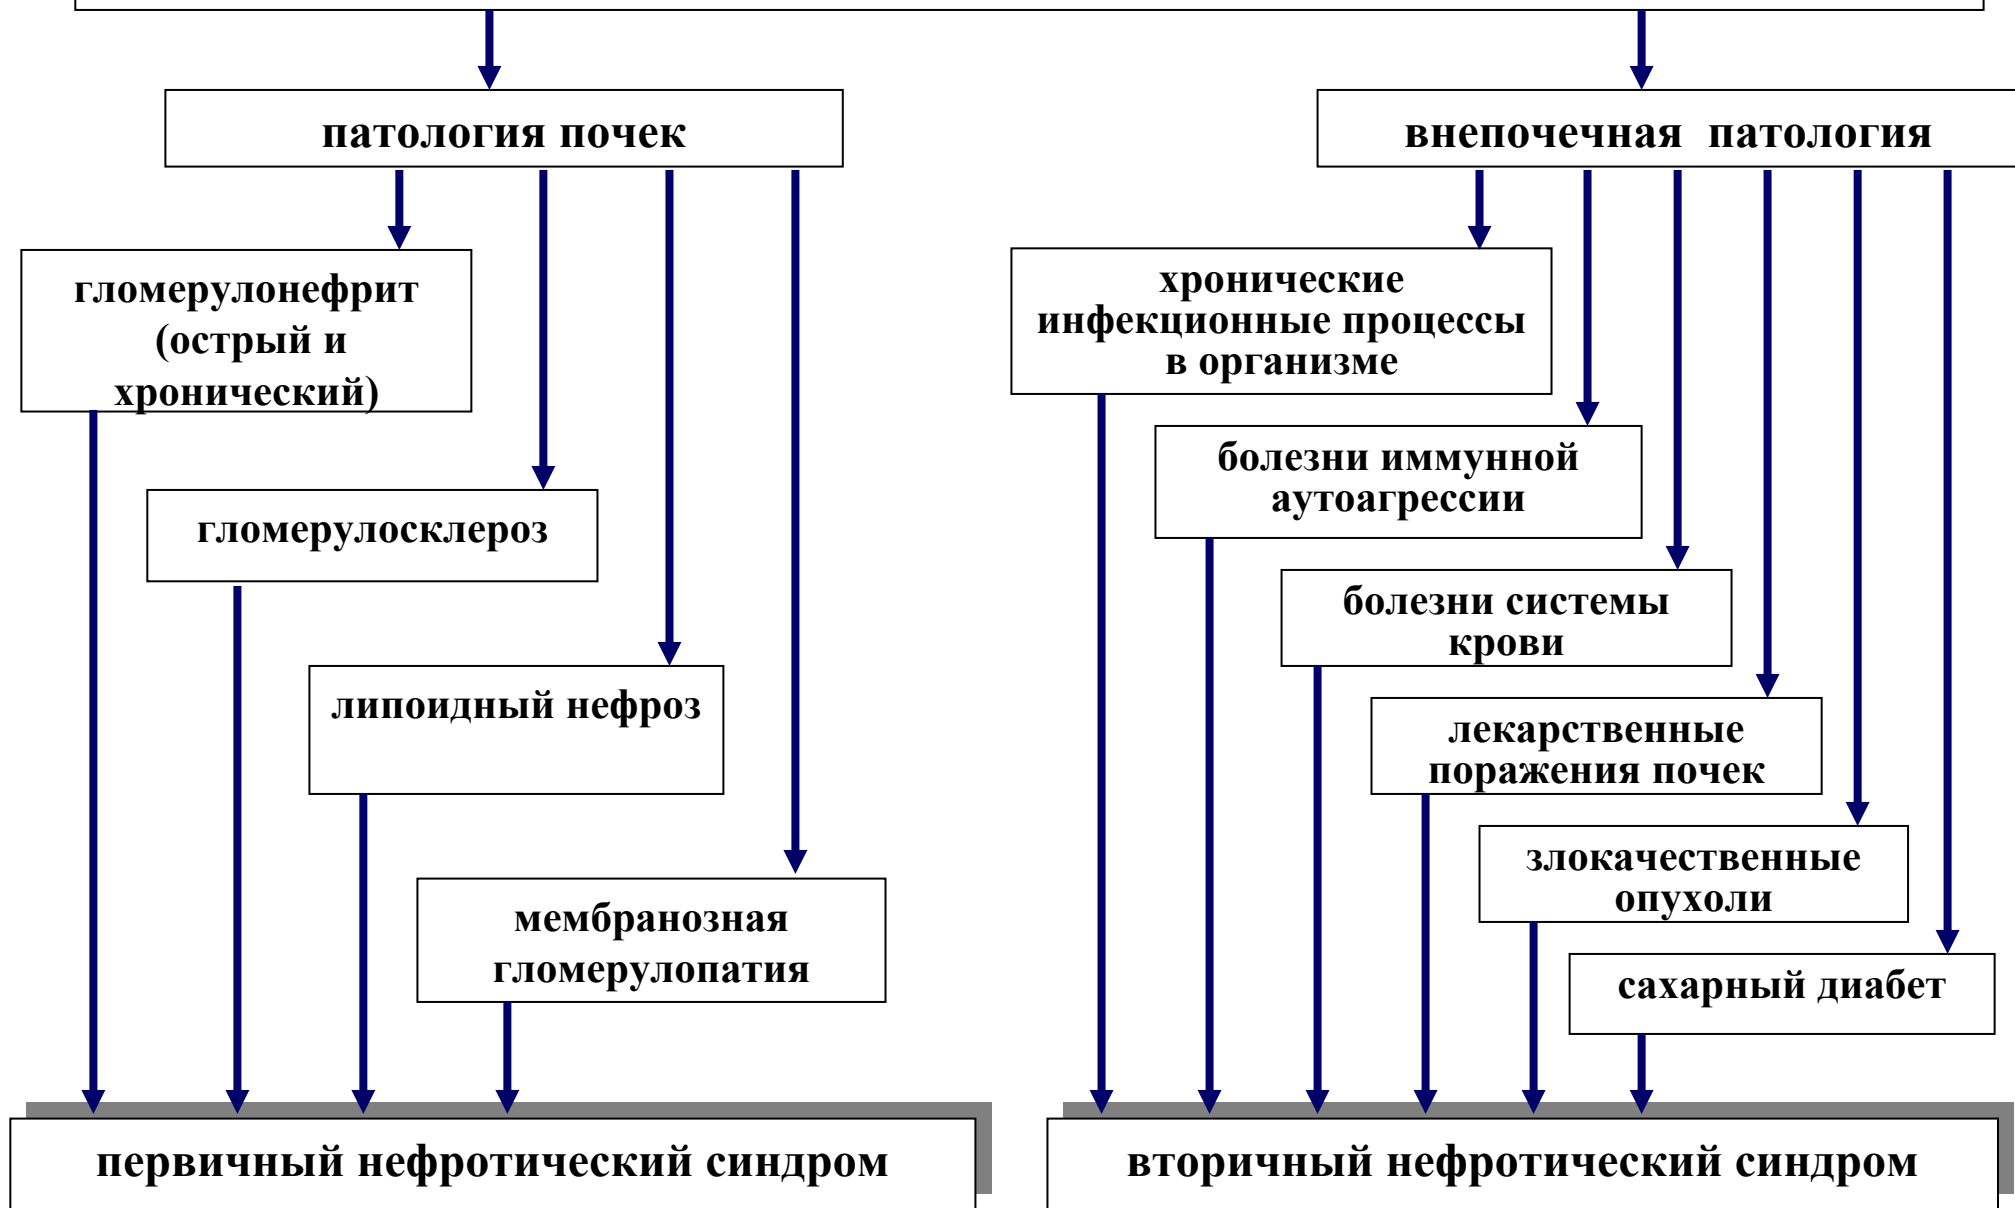 патология почек
внепочечная патология
гломерулонефрит
(острый и
хронический)
хронические
инфекционные процессы
в организме
болезни иммунной
аутоагрессии
гломерулосклероз
болезни системы
крови
липоидный нефроз
лекарственные
поражения почек
злокачественные
опухоли
мембранозная
гломерулопатия
сахарный диабет
первичный нефротический синдром
вторичный нефротический синдром